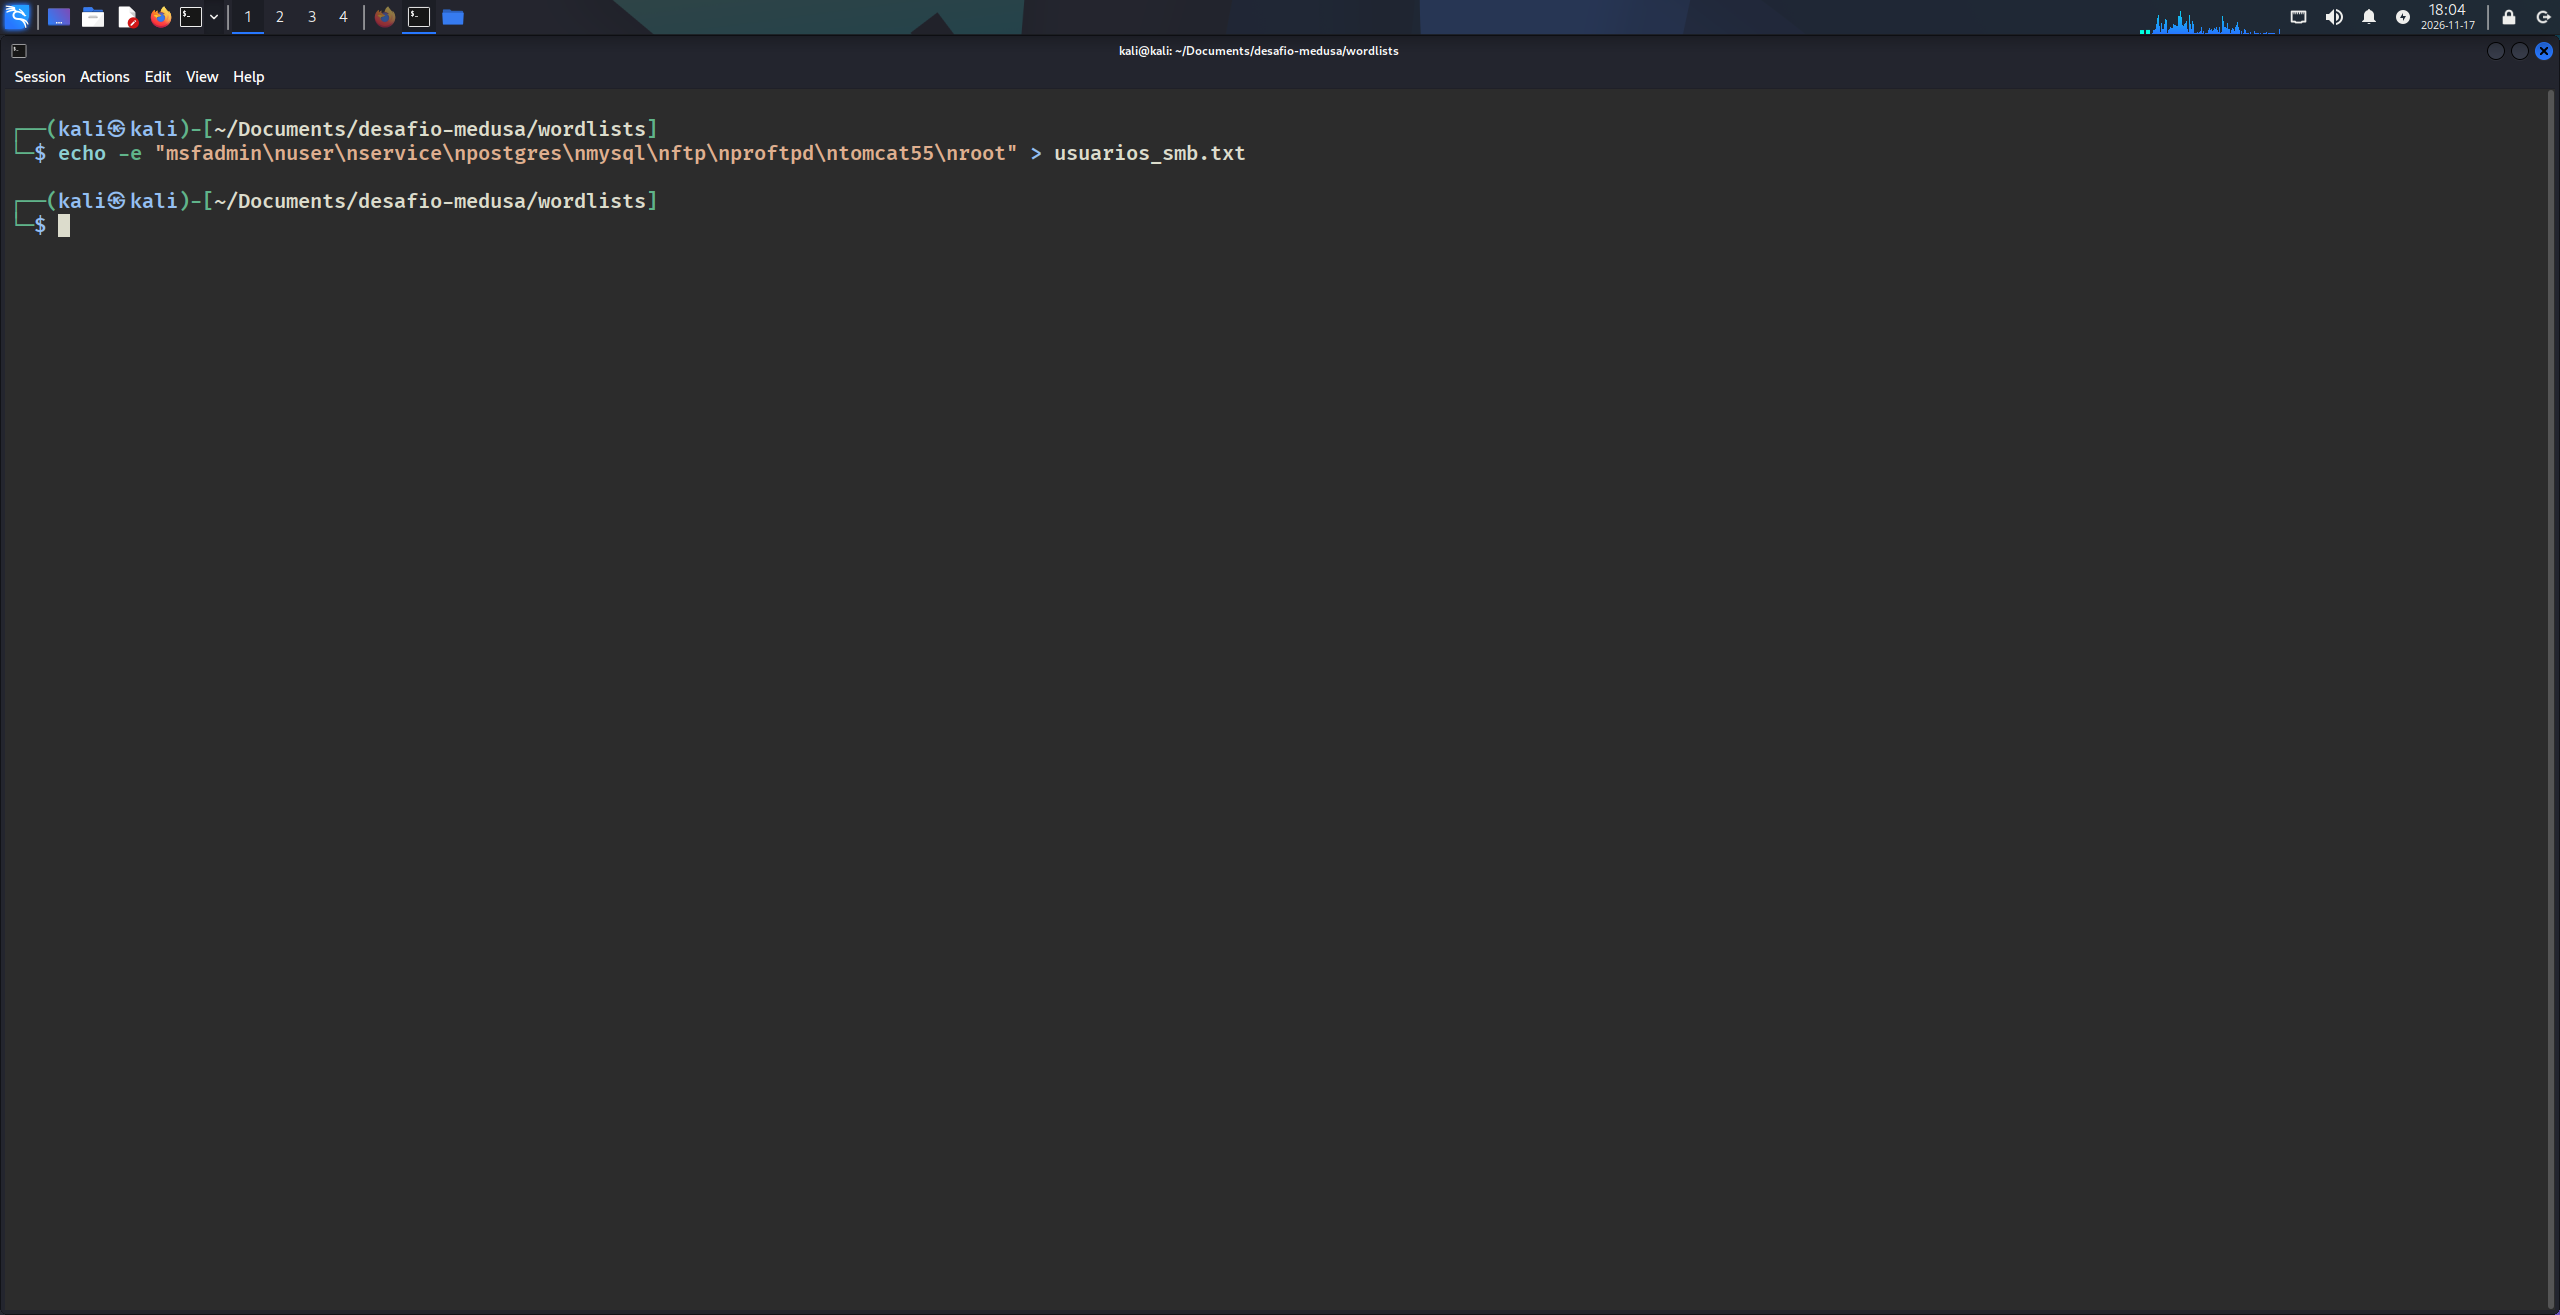 1 2 3 4
18:04
2026-11-17
kali@kali: ~/Documents/desafio-medusa/wordlists
Session Actions Edit View Help
┌──(kali㉿kali)-[~/Documents/desafio-medusa/wordlists]
└─$ echo -e "msfadmin\nuser\nservice\npostgres\nmysql\nftp\nproftpd\ntomcat55\nroot" > usuarios_smb.txt
┌──(kali㉿kali)-[~/Documents/desafio-medusa/wordlists]
└─$